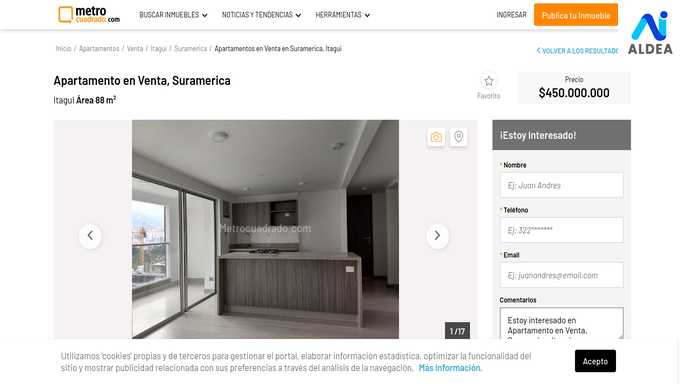 metro
cuadrado.com
BUSCAR INMUEBLES
NOTICIAS Y TENDENCIAS
HERRAMIENTAS
INGRESAR
Publica tu Inmueble
ALDEA
Inicio / Apartamentos / Venta / Itagui / Suramerica / Apartamentos en Venta en Suramerica, Itagui
VOLVER A LOS RESULTAD
Apartamento en Venta, Suramerica
Itagui Área 88 m²
Favorito
Precio
$450.000.000
¡Estoy Interesado!
* Nombre
Ej: Juan Andres
* Teléfono
Ej: 322*******
* Email
Ej: juanandres@email.com
Comentarios
Estoy interesado en
Apartamento en Venta,
Metrocuadrado.com
1 /17
Utilizamos 'cookies' propias y de terceros para gestionar el portal, elaborar información estadística, optimizar la funcionalidad del
sitio y mostrar publicidad relacionada con sus preferencias a través del análisis de la navegación. Más Información.
Acepto